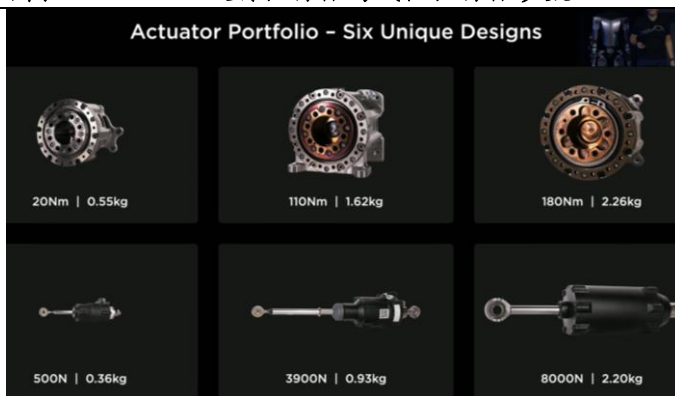 Actuator Portfolio – Six Unique Designs
20Nm | 0.55kg
110Nm | 1.62kg
180Nm | 2.26kg
500N | 0.36kg
3900N | 0.93kg
8000N | 2.20kg